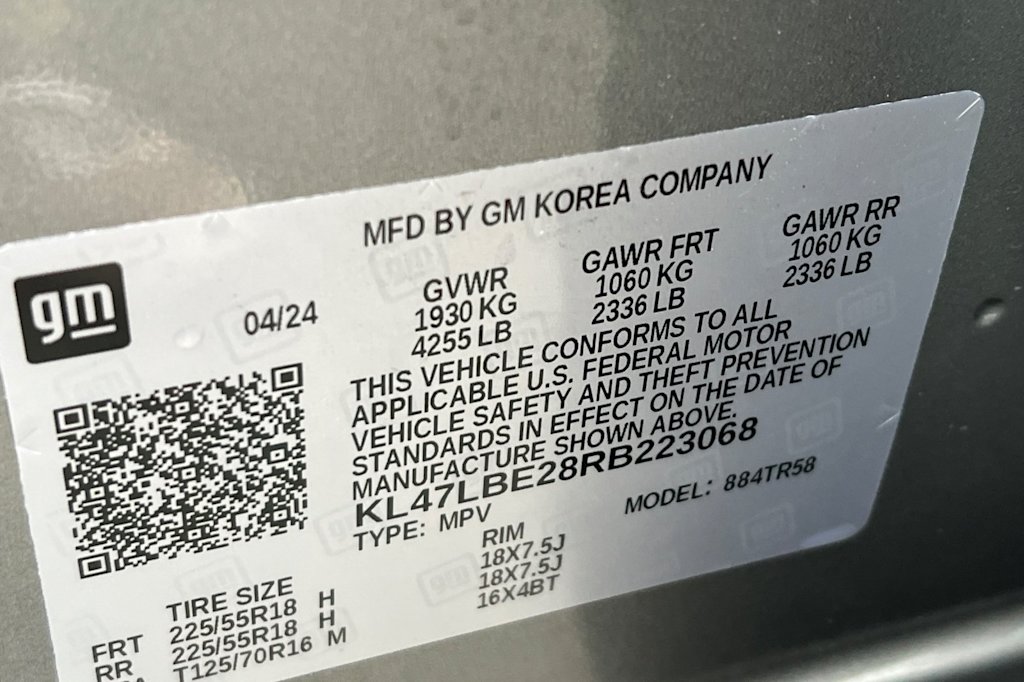 MFD BY GM KOREA COMPANY
gm
04/24
GVWR GAWR FRT GAWR RR
1930 KG 1060 KG 1060 KG
4255 LB 2336 LB 2336 LB
THIS VEHICLE CONFORMS TO ALL
APPLICABLE U.S. FEDERAL MOTOR
VEHICLE SAFETY AND THEFT PREVENTION
STANDARDS IN EFFECT ON THE DATE OF
MANUFACTURE SHOWN ABOVE.
KL47LBE28RB223068
TYPE: MPV MODEL: 884TR58
TIRE SIZE RIM
FRT 225/55R18 H 18X7.5J
RR 225/55R18 H 18X7.5J
T125/70R16 M 16X4BT